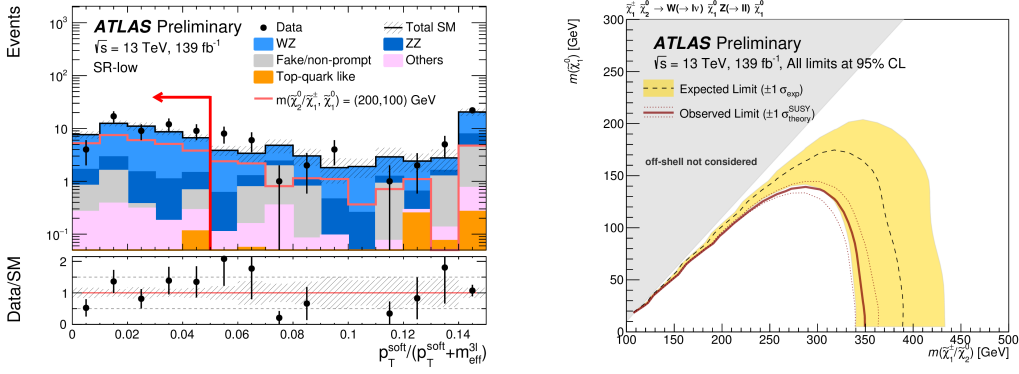 Events
10³
10²
10
1
10⁻¹
ATLAS Preliminary
√s = 13 TeV, 139 fb⁻¹
SR-low
Data
Total SM
WZ
ZZ
Fake/non-prompt
Others
Top-quark like
m(χ̃₂⁰/χ̃₁±, χ̃₁⁰) = (200,100) GeV
Data/SM
2
1
0
0 0.02 0.04 0.06 0.08 0.1 0.12 0.14
p_T^soft/(p_T^soft+m_eff^3l)
χ̃₁± χ̃₂⁰ → W(→ lν) χ̃₁⁰ Z(→ ll) χ̃₁⁰
m(χ̃₁⁰) [GeV]
300
250
200
150
100
50
0
ATLAS Preliminary
√s = 13 TeV, 139 fb⁻¹, All limits at 95% CL
Expected Limit (±1 σ_exp)
Observed Limit (±1 σ_theory^SUSY)
off-shell not considered
100 150 200 250 300 350 400 450 500
m(χ̃₁±/χ̃₂⁰) [GeV]